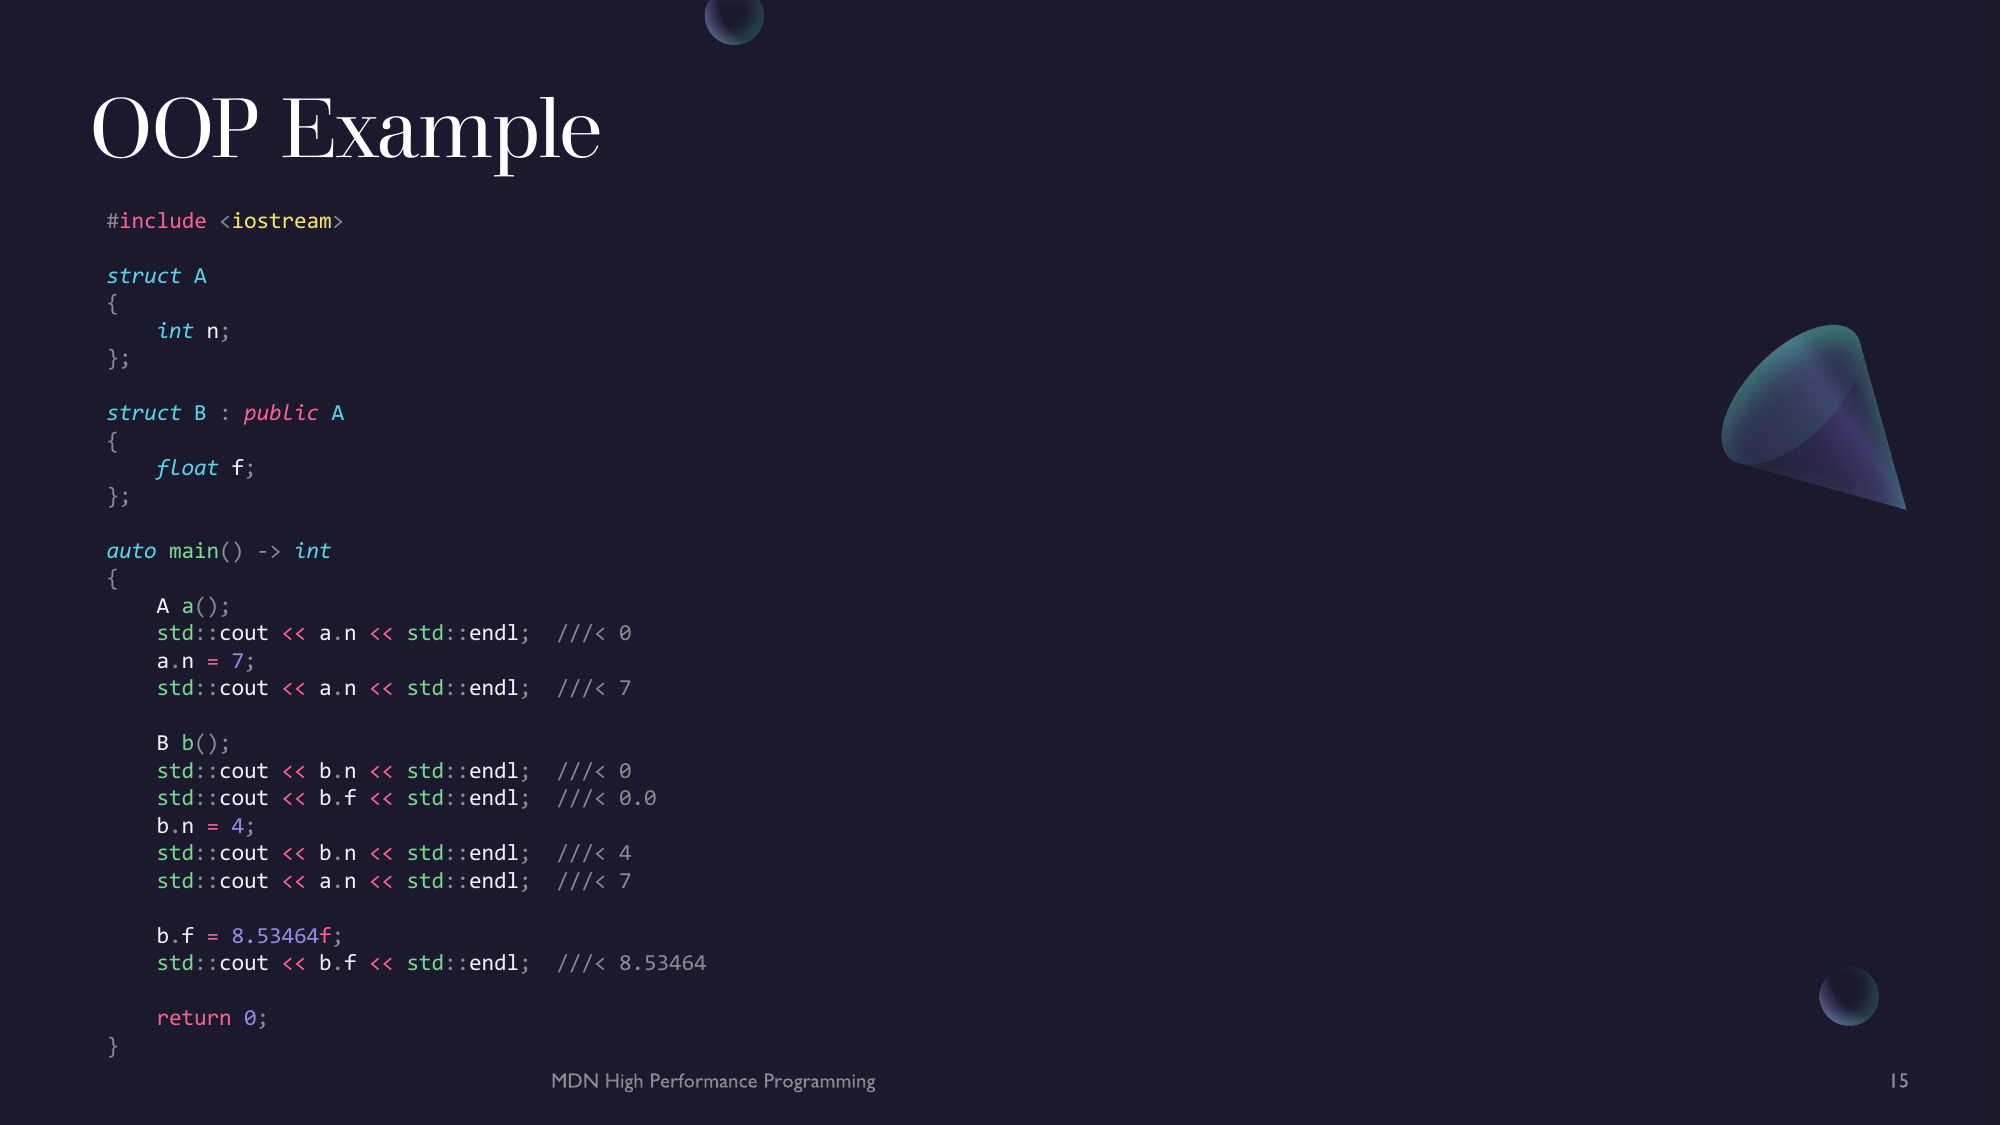 OOP Example
#include <iostream>
struct A
{
    int n;
};
struct B : public A
{
    float f;
};
auto main() -> int
{
    A a();
    std::cout << a.n << std::endl;  ///< 0
    a.n = 7;
    std::cout << a.n << std::endl;  ///< 7
    B b();
    std::cout << b.n << std::endl;  ///< 0
    std::cout << b.f << std::endl;  ///< 0.0
    b.n = 4;
    std::cout << b.n << std::endl;  ///< 4
    std::cout << a.n << std::endl;  ///< 7
    b.f = 8.53464f;
    std::cout << b.f << std::endl;  ///< 8.53464
    return 0;
}
MDN High Performance Programming
15